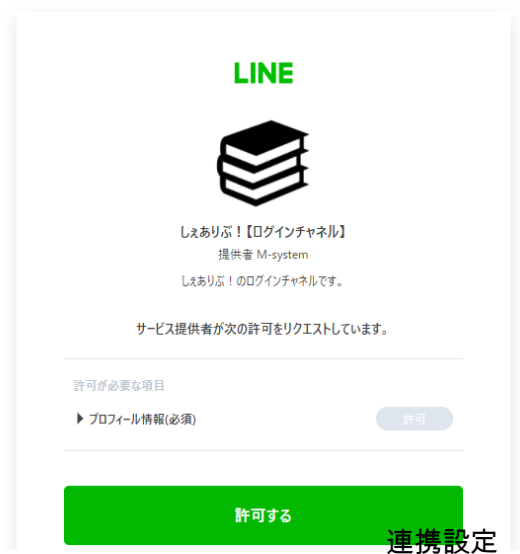 LINE
しぇありぶ！【ログインチャネル】
提供者 M-system
しぇありぶ！のログインチャネルです。
サービス提供者が次の許可をリクエストしています。
許可が必要な項目
プロフィール情報(必須)
許可
許可する
連携設定